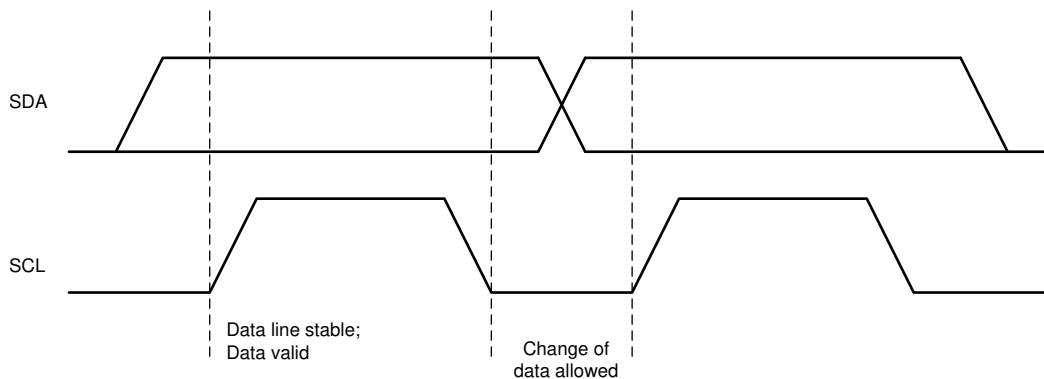 SDA
SCL
Data line stable;
Data valid
Change of
data allowed